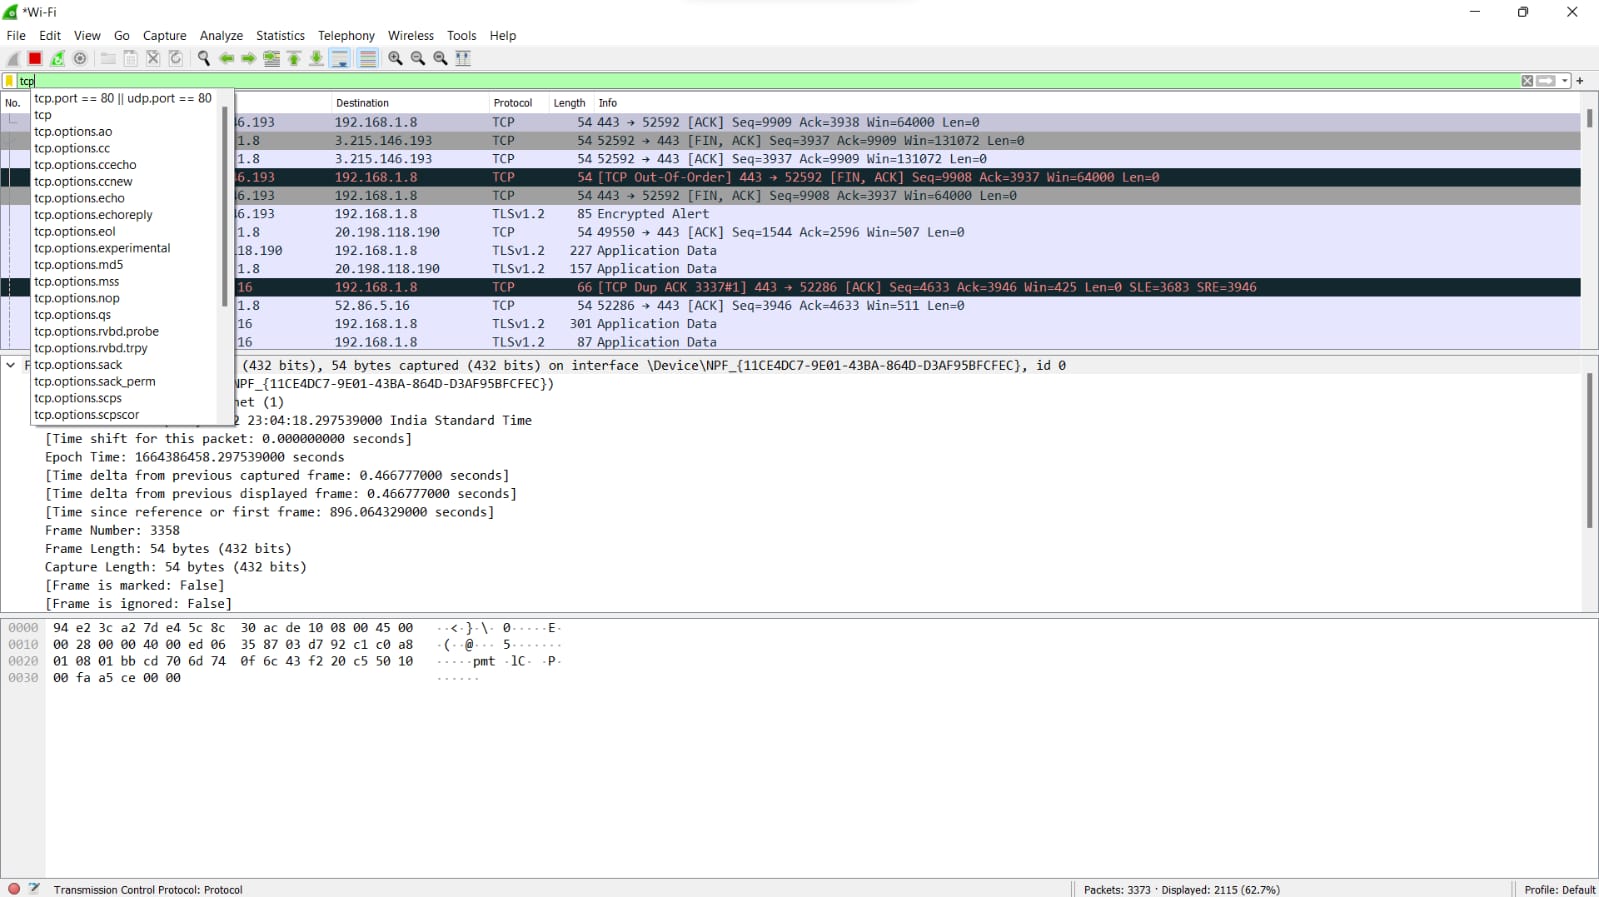 *Wi-Fi
File Edit View Go Capture Analyze Statistics Telephony Wireless Tools Help
tcp
No. Destination Protocol Length Info
tcp.port == 80 || udp.port == 80
tcp
tcp.options.ao
tcp.options.cc
tcp.options.ccecho
tcp.options.ccnew
tcp.options.echo
tcp.options.echoreply
tcp.options.eol
tcp.options.experimental
tcp.options.md5
tcp.options.mss
tcp.options.nop
tcp.options.qs
tcp.options.rvbd.probe
tcp.options.rvbd.trpy
tcp.options.sack
tcp.options.sack_perm
tcp.options.scps
tcp.options.scpscor
6.193 192.168.1.8 TCP 54 443 → 52592 [ACK] Seq=9909 Ack=3938 Win=64000 Len=0
1.8 3.215.146.193 TCP 54 52592 → 443 [FIN, ACK] Seq=3937 Ack=9909 Win=131072 Len=0
1.8 3.215.146.193 TCP 54 52592 → 443 [ACK] Seq=3937 Ack=9909 Win=131072 Len=0
6.193 192.168.1.8 TCP 54 [TCP Out-Of-Order] 443 → 52592 [FIN, ACK] Seq=9908 Ack=3937 Win=64000 Len=0
6.193 192.168.1.8 TCP 54 443 → 52592 [FIN, ACK] Seq=9908 Ack=3937 Win=64000 Len=0
6.193 192.168.1.8 TLSv1.2 85 Encrypted Alert
1.8 20.198.118.190 TCP 54 49550 → 443 [ACK] Seq=1544 Ack=2596 Win=507 Len=0
18.190 192.168.1.8 TLSv1.2 227 Application Data
1.8 20.198.118.190 TLSv1.2 157 Application Data
16 192.168.1.8 TCP 66 [TCP Dup ACK 3337#1] 443 → 52286 [ACK] Seq=4633 Ack=3946 Win=425 Len=0 SLE=3683 SRE=3946
1.8 52.86.5.16 TCP 54 52286 → 443 [ACK] Seq=3946 Ack=4633 Win=511 Len=0
16 192.168.1.8 TLSv1.2 301 Application Data
16 192.168.1.8 TLSv1.2 87 Application Data
(432 bits), 54 bytes captured (432 bits) on interface \Device\NPF_{11CE4DC7-9E01-43BA-864D-D3AF95BFCFEC}, id 0
NPF_{11CE4DC7-9E01-43BA-864D-D3AF95BFCFEC})
net (1)
2 23:04:18.297539000 India Standard Time
[Time shift for this packet: 0.000000000 seconds]
Epoch Time: 1664386458.297539000 seconds
[Time delta from previous captured frame: 0.466777000 seconds]
[Time delta from previous displayed frame: 0.466777000 seconds]
[Time since reference or first frame: 896.064329000 seconds]
Frame Number: 3358
Frame Length: 54 bytes (432 bits)
Capture Length: 54 bytes (432 bits)
[Frame is marked: False]
[Frame is ignored: False]
0000 94 e2 3c a2 7d e4 5c 8c 30 ac de 10 08 00 45 00 ··<·}·\· 0·····E·
0010 00 28 00 00 40 00 ed 06 35 87 03 d7 92 c1 c0 a8 ·(··@··· 5·······
0020 01 08 01 bb cd 70 6d 74 0f 6c 43 f2 20 c5 50 10 ·····pmt ·lC· ·P·
0030 00 fa a5 ce 00 00 ······
Transmission Control Protocol: Protocol
Packets: 3373 · Displayed: 2115 (62.7%)
Profile: Default